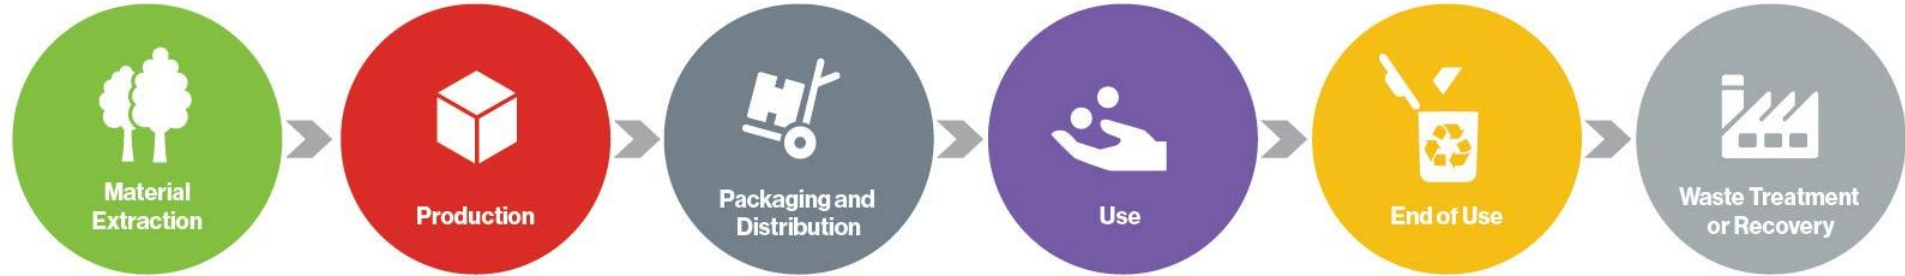 Material
Extraction
Production
Packaging and
Distribution
Use
End of Use
Waste Treatment
or Recovery